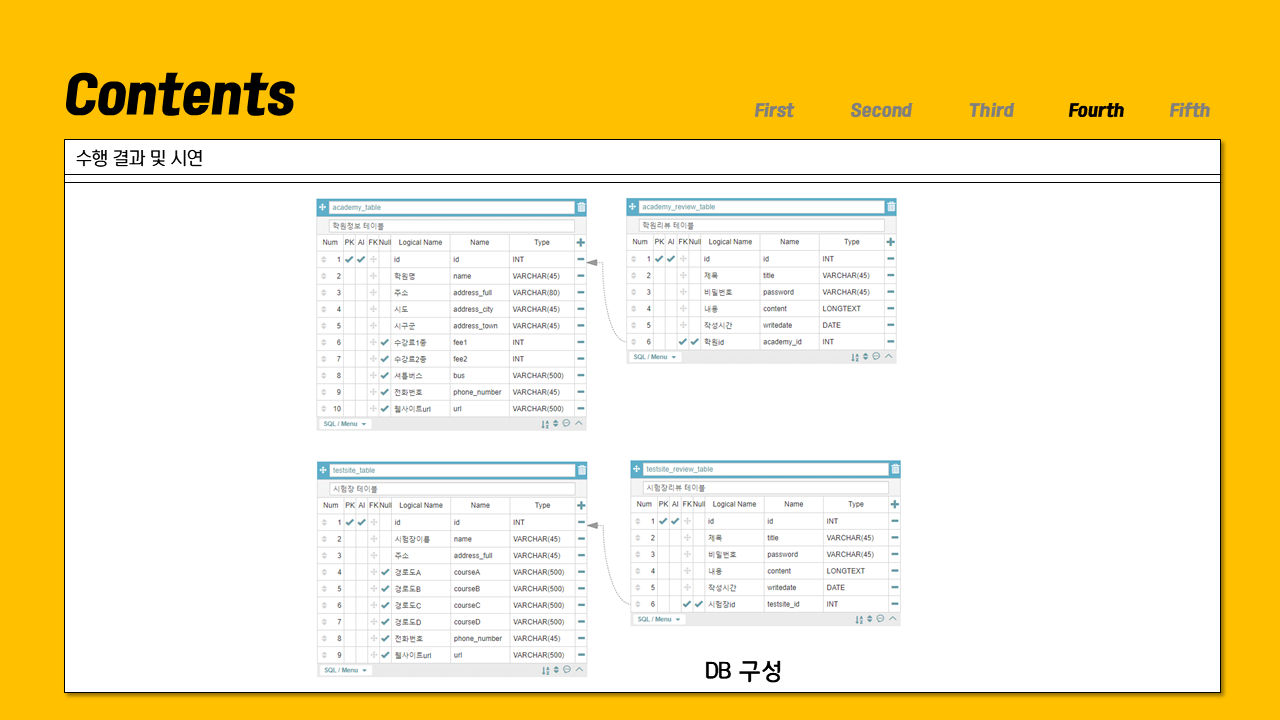 Contents
First Second Third Fourth Fifth
수행 결과 및 시연
academy_table
학원정보 테이블
Num PK AI FK Null Logical Name Name Type
1 id id INT
2 학원명 name VARCHAR(45)
3 주소 address_full VARCHAR(80)
4 시도 address_city VARCHAR(45)
5 시구군 address_town VARCHAR(45)
6 수강료1종 fee1 INT
7 수강료2종 fee2 INT
8 셔틀버스 bus VARCHAR(500)
9 전화번호 phone_number VARCHAR(45)
10 웹사이트url url VARCHAR(500)
SQL / Menu
academy_review_table
학원리뷰 테이블
Num PK AI FK Null Logical Name Name Type
1 id id INT
2 제목 title VARCHAR(45)
3 비밀번호 password VARCHAR(45)
4 내용 content LONGTEXT
5 작성시간 writedate DATE
6 학원id academy_id INT
SQL / Menu
testsite_table
시험장 테이블
Num PK AI FK Null Logical Name Name Type
1 id id INT
2 시험장이름 name VARCHAR(45)
3 주소 address_full VARCHAR(45)
4 경로도A courseA VARCHAR(500)
5 경로도B courseB VARCHAR(500)
6 경로도C courseC VARCHAR(500)
7 경로도D courseD VARCHAR(500)
8 전화번호 phone_number VARCHAR(45)
9 웹사이트url url VARCHAR(500)
SQL / Menu
testsite_review_table
시험장리뷰 테이블
Num PK AI FK Null Logical Name Name Type
1 id id INT
2 제목 title VARCHAR(45)
3 비밀번호 password VARCHAR(45)
4 내용 content LONGTEXT
5 작성시간 writedate DATE
6 시험장id testsite_id INT
SQL / Menu
DB 구성